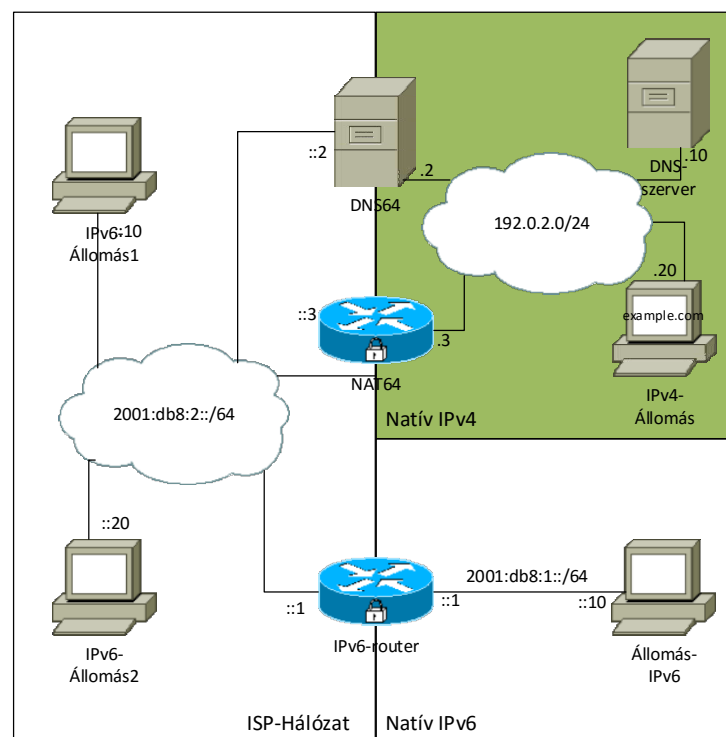 ::2
.2
.10
DNS64
DNS-
szerver
192.0.2.0/24
IPv6-
Állomás1
::10
.20
example.com
::3
.3
NAT64
IPv4-
Állomás
Natív IPv4
2001:db8:2::/64
::20
2001:db8:1::/64
::1
::1
::10
IPv6-
Állomás2
IPv6-router
Állomás-
IPv6
ISP-Hálózat
Natív IPv6